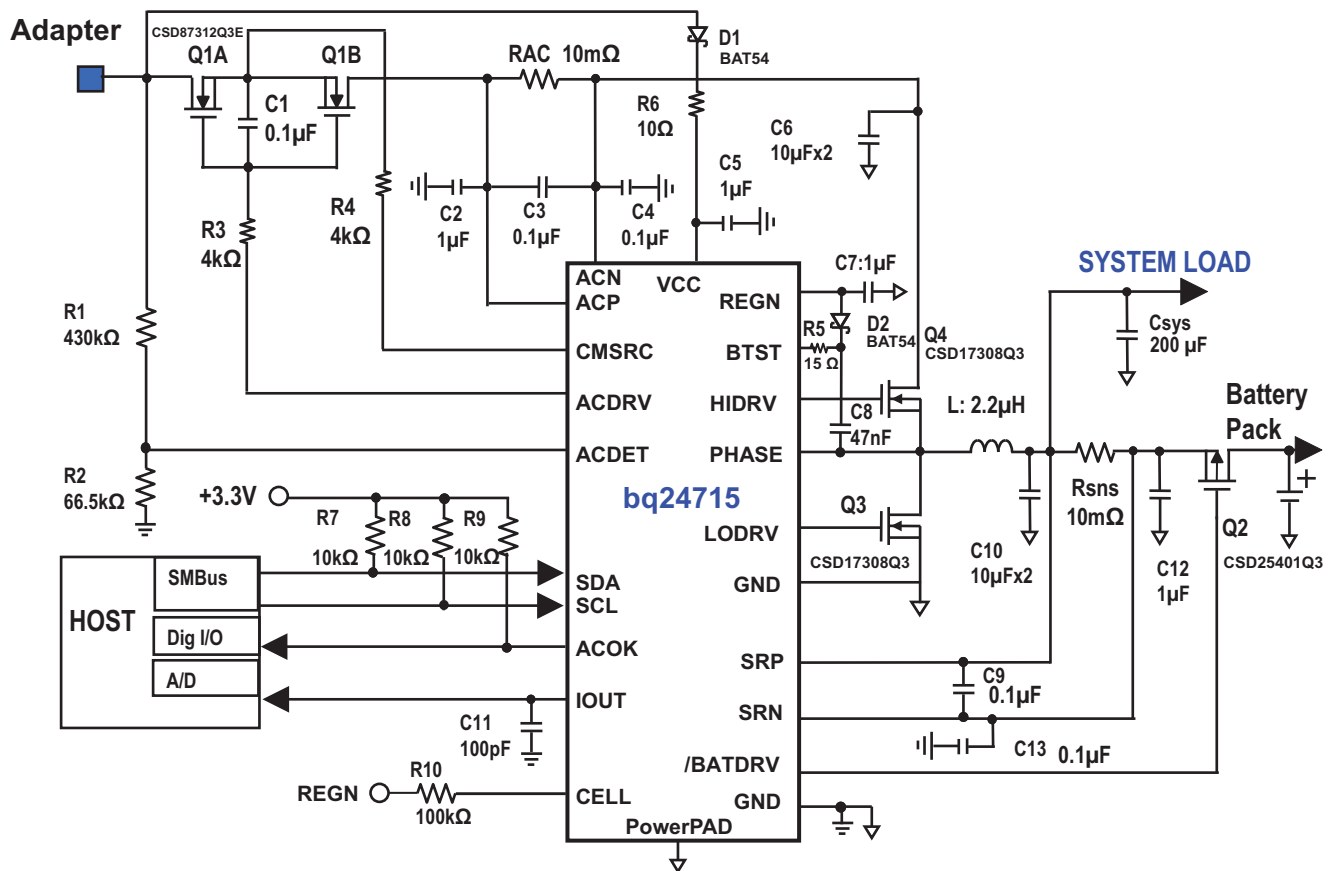 Adapter
CSD87312Q3E
Q1A
Q1B
RAC 10mΩ
D1
BAT54
C1
0.1µF
R6
10Ω
C6
10µFx2
C5
1µF
R3
4kΩ
R4
4kΩ
C2
1µF
C3
0.1µF
C4
0.1µF
R1
430kΩ
R2
66.5kΩ
ACN
ACP
VCC
CMSRC
ACDRV
ACDET
REGN
BTST
HIDRV
PHASE
bq24715
LODRV
GND
C7:1µF
R5
15 Ω
D2
BAT54
Q4
CSD17308Q3
C8
47nF
SYSTEM LOAD
Csys
200 µF
L: 2.2µH
Battery
Pack
+
Rsns
10mΩ
Q3
CSD17308Q3
C10
10µFx2
C12
1µF
Q2
CSD25401Q3
+3.3V
R7
10kΩ
R8
10kΩ
R9
10kΩ
HOST
SMBus
Dig I/O
A/D
SDA
SCL
ACOK
IOUT
C11
100pF
REGN
R10
100kΩ
CELL
SRP
SRN
/BATDRV
GND
PowerPAD
C9
0.1µF
C13 0.1µF